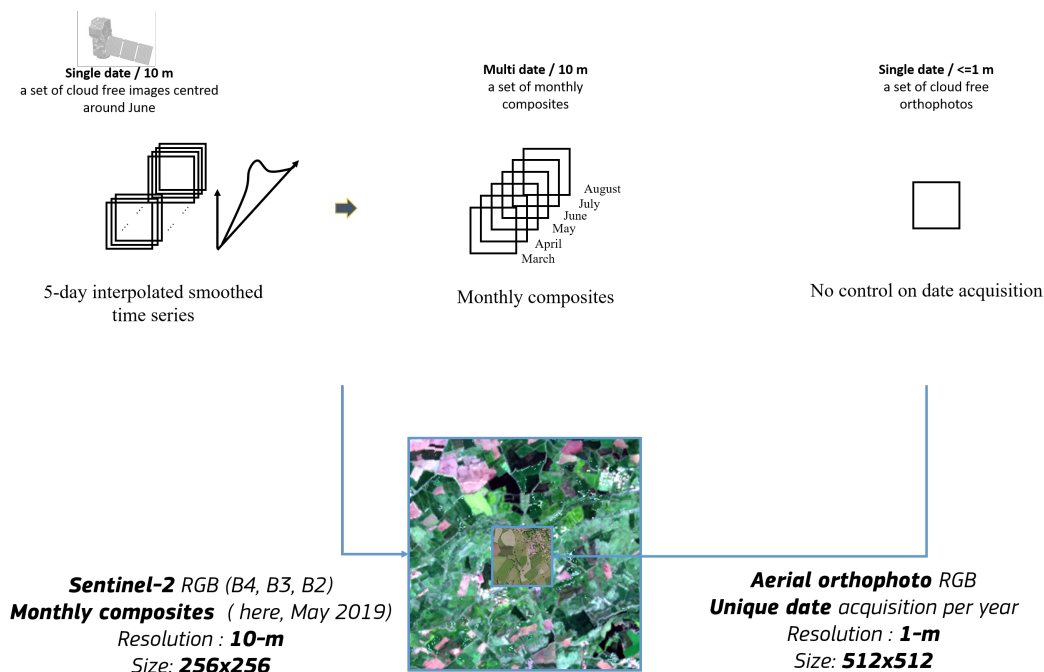 Single date / 10 m
a set of cloud free images centred
around June
Multi date / 10 m
a set of monthly
composites
Single date / <=1 m
a set of cloud free
orthophotos
August
July
June
May
April
March
5-day interpolated smoothed
time series
Monthly composites
No control on date acquisition
Sentinel-2 RGB (B4, B3, B2)
Monthly composites ( here, May 2019)
Resolution : 10-m
Size: 256x256
Aerial orthophoto RGB
Unique date acquisition per year
Resolution : 1-m
Size: 512x512